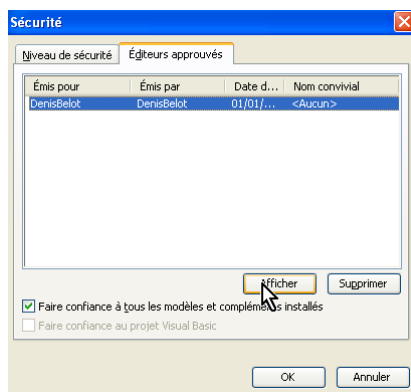 Sécurité
Niveau de sécurité Éditeurs approuvés
Émis pour Émis par Date d... Nom convivial
DenisBelot DenisBelot 01/01/... <Aucun>
Afficher Supprimer
Faire confiance à tous les modèles et compléments installés
Faire confiance au projet Visual Basic
OK Annuler